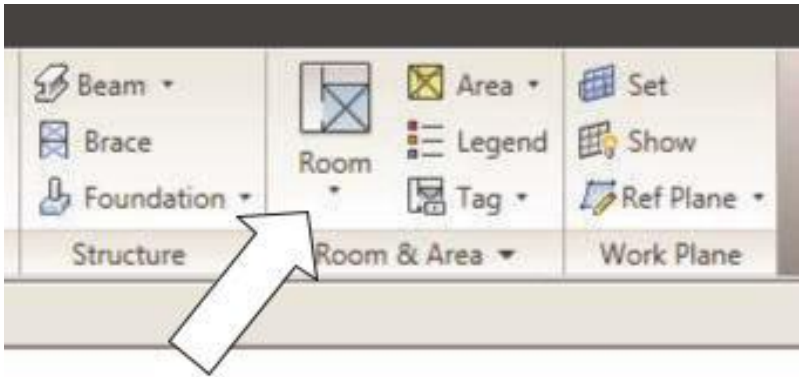 Beam
Brace
Foundation
Structure
Room
Area
Legend
Tag
Room & Area
Set
Show
Ref Plane
Work Plane